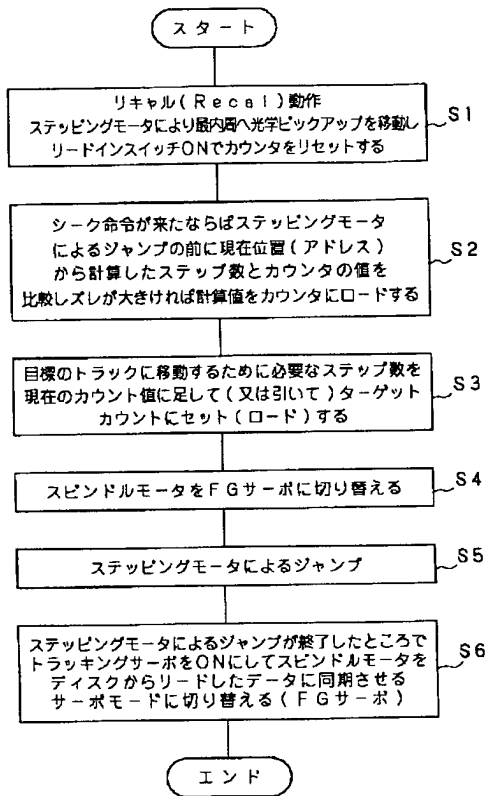 スタート
リキャル(Recal)動作
ステッピングモータにより最内周へ光学ピックアップを移動し
リードインスイッチONでカウンタをリセットする
S1
シーク命令が来たならばステッピングモータ
によるジャンプの前に現在位置(アドレス)
から計算したステップ数とカウンタの値を
比較しズレが大きければ計算値をカウンタにロードする
S2
目標のトラックに移動するために必要なステップ数を
現在のカウント値に足して(又は引いて)ターゲット
カウントにセット(ロード)する
S3
スピンドルモータをFGサーボに切り替える
S4
ステッピングモータによるジャンプ
S5
ステッピングモータによるジャンプが終了したところで
トラッキングサーボをONにしてスピンドルモータを
ディスクからリードしたデータに同期させる
サーボモードに切り替える(FGサーボ)
S6
エンド